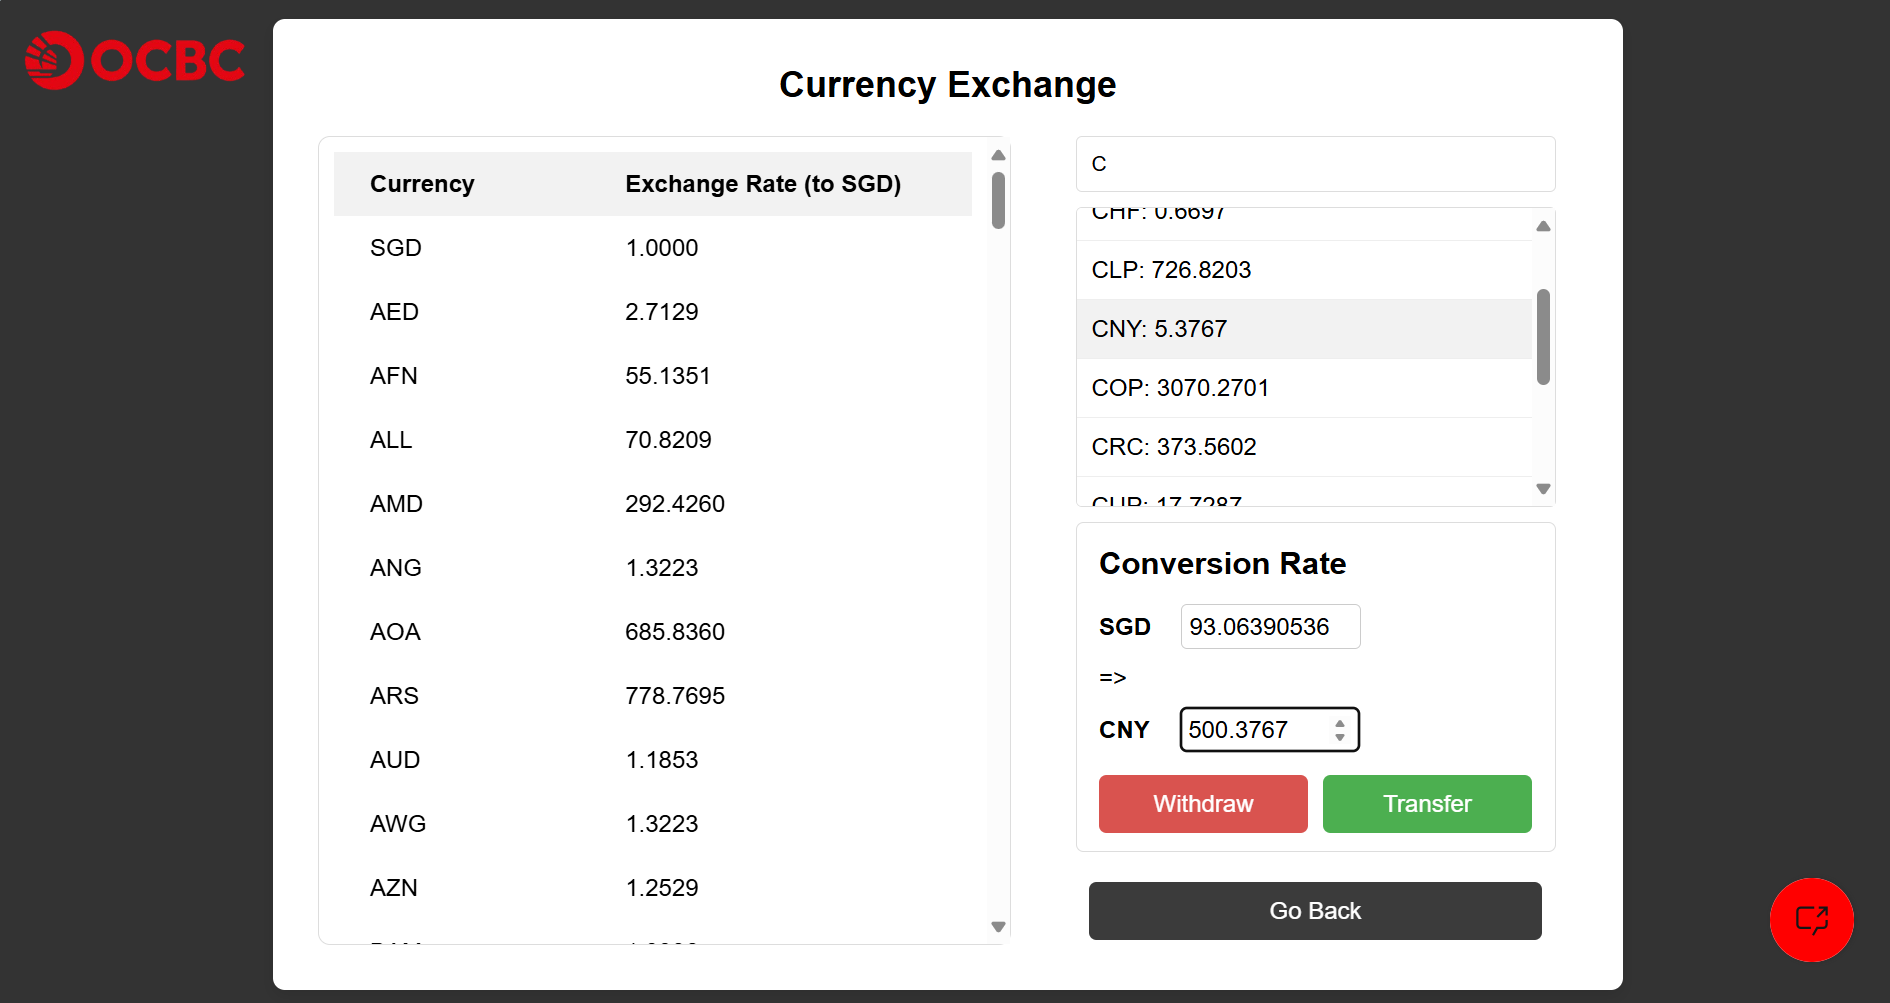 OCBC
Currency Exchange
Currency Exchange Rate (to SGD)
SGD 1.0000
AED 2.7129
AFN 55.1351
ALL 70.8209
AMD 292.4260
ANG 1.3223
AOA 685.8360
ARS 778.7695
AUD 1.1853
AWG 1.3223
AZN 1.2529
C
CHF: 0.6697
CLP: 726.8203
CNY: 5.3767
COP: 3070.2701
CRC: 373.5602
CUP: 17.7287
Conversion Rate
SGD 93.06390536
=>
CNY 500.3767
Withdraw Transfer
Go Back